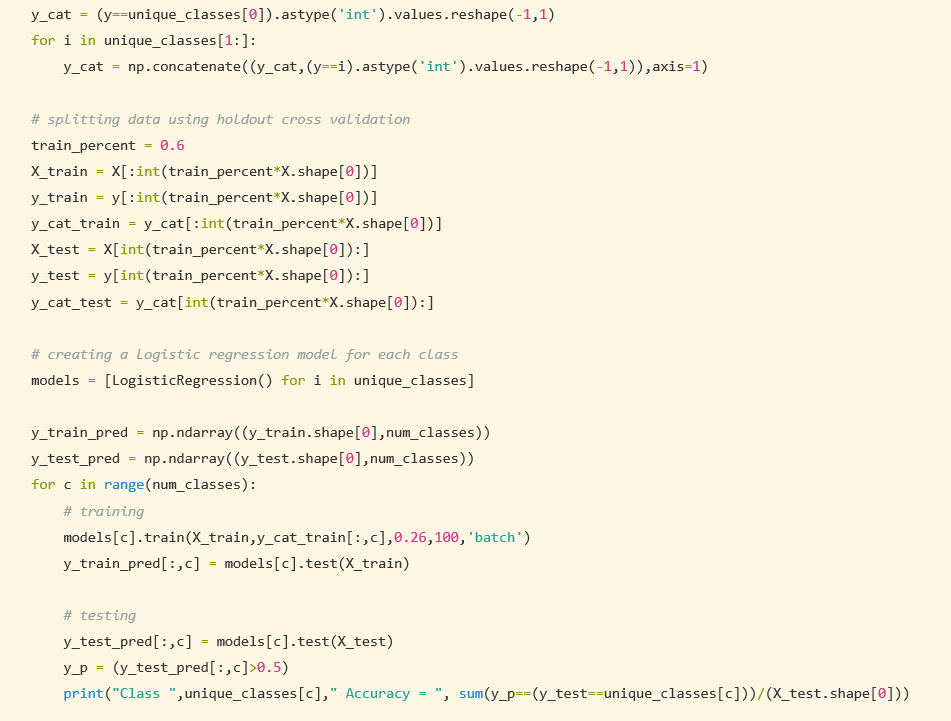 y_cat = (y==unique_classes[0]).astype('int').values.reshape(-1,1)
for i in unique_classes[1:]:
    y_cat = np.concatenate((y_cat,(y==i).astype('int').values.reshape(-1,1)),axis=1)

# splitting data using holdout cross validation
train_percent = 0.6
X_train = X[:int(train_percent*X.shape[0])]
y_train = y[:int(train_percent*X.shape[0])]
y_cat_train = y_cat[:int(train_percent*X.shape[0])]
X_test = X[int(train_percent*X.shape[0]):]
y_test = y[int(train_percent*X.shape[0]):]
y_cat_test = y_cat[int(train_percent*X.shape[0]):]

# creating a Logistic regression model for each class
models = [LogisticRegression() for i in unique_classes]

y_train_pred = np.ndarray((y_train.shape[0],num_classes))
y_test_pred = np.ndarray((y_test.shape[0],num_classes))
for c in range(num_classes):
    # training
    models[c].train(X_train,y_cat_train[:,c],0.26,100,'batch')
    y_train_pred[:,c] = models[c].test(X_train)

    # testing
    y_test_pred[:,c] = models[c].test(X_test)
    y_p = (y_test_pred[:,c]>0.5)
    print("Class ",unique_classes[c]," Accuracy = ", sum(y_p==(y_test==unique_classes[c]))/(X_test.shape[0]))